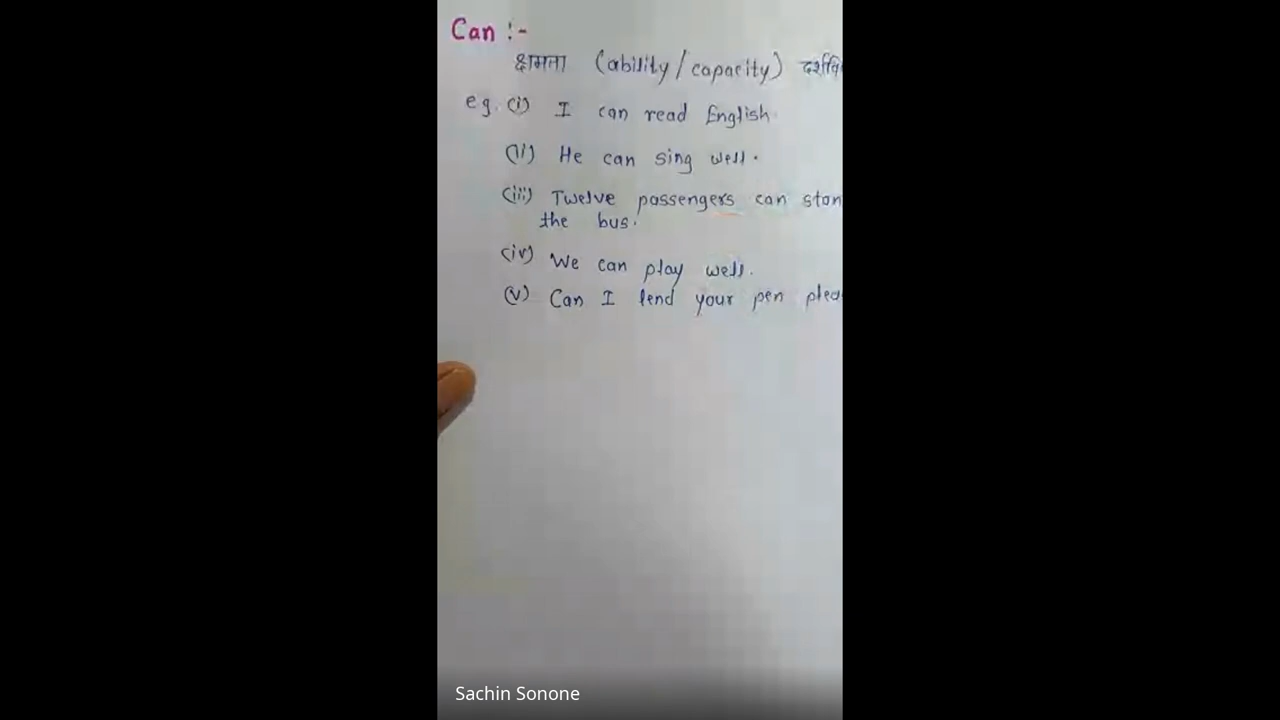 Can :-
क्षमता (ability/capacity)
eg. (i) I can read English.
(ii) He can sing well.
(iii) Twelve passengers can
the bus.
(iv) We can play well.
(v) Can I lend your pen
Sachin Sonone